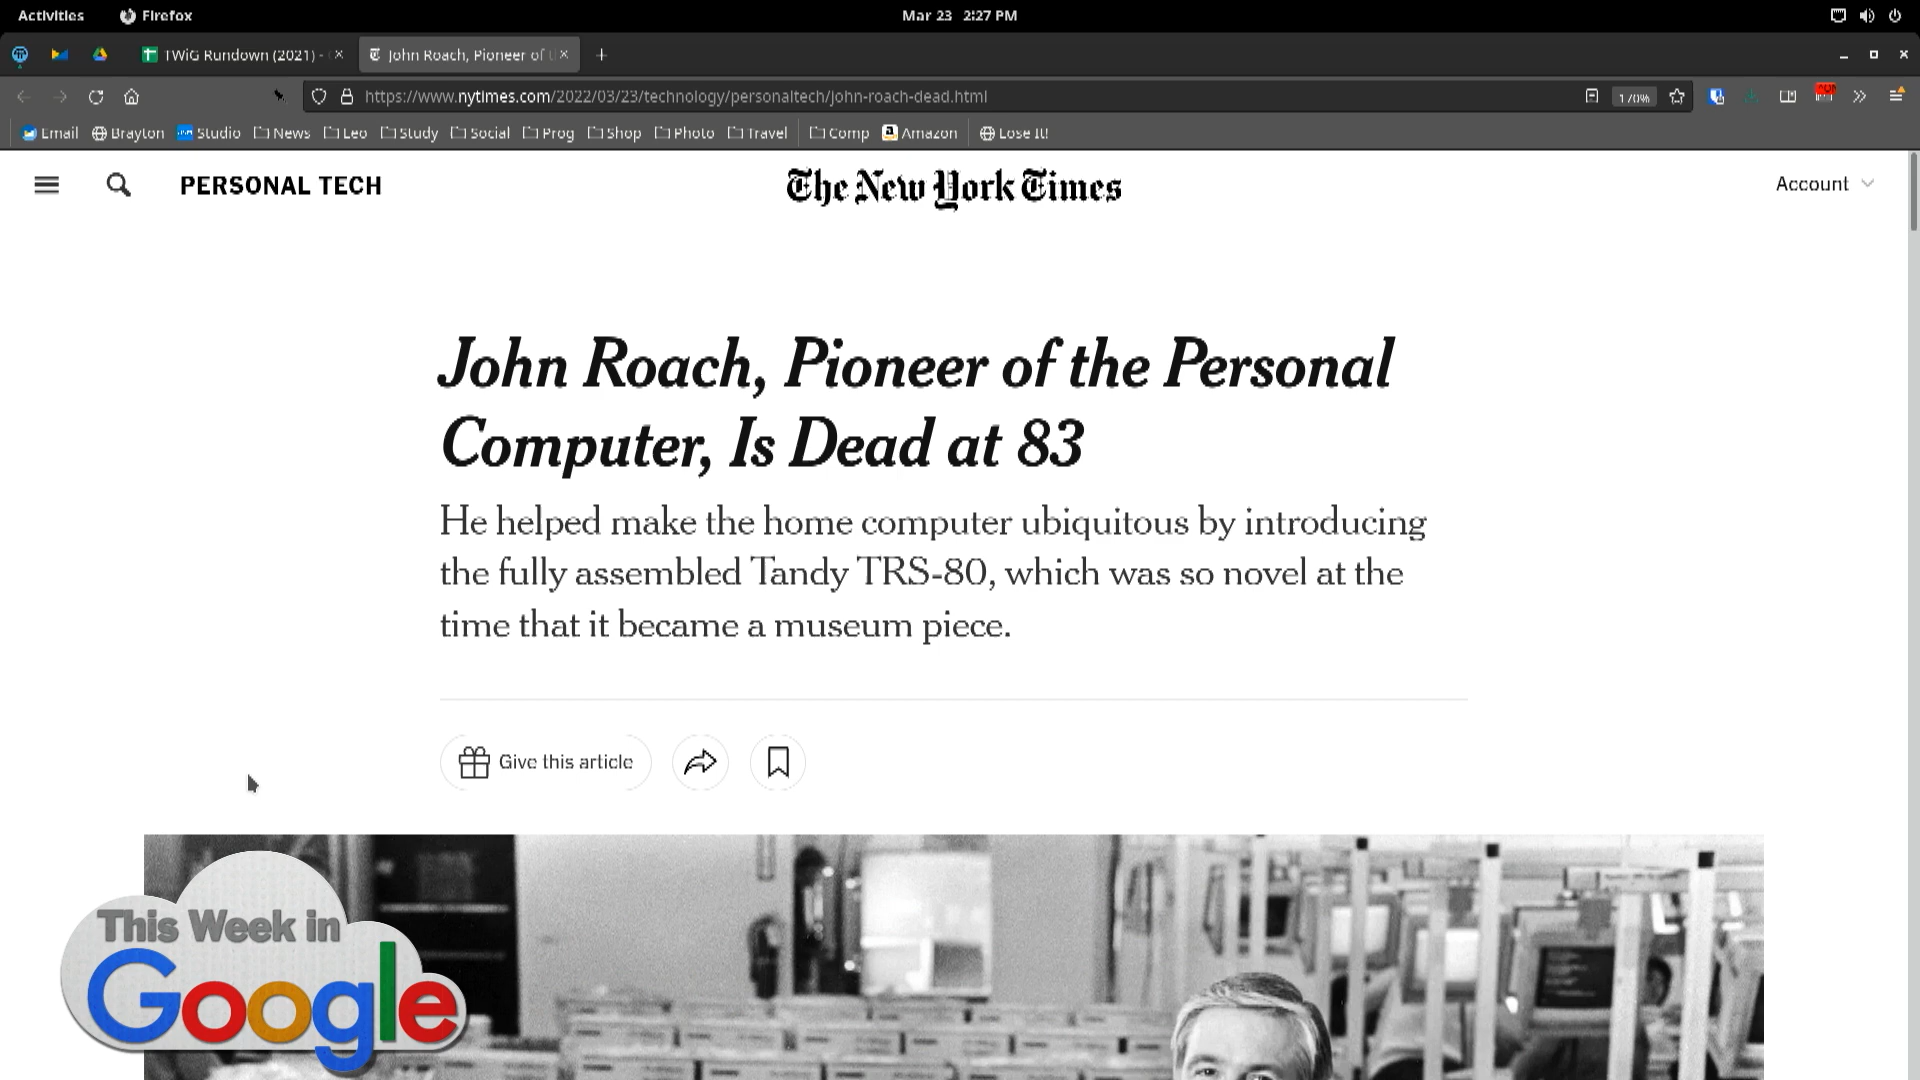 Activities Firefox Mar 23 2:27 PM
TWiG Rundown (2021) - John Roach, Pioneer of
https://www.nytimes.com/2022/03/23/technology/personaltech/john-roach-dead.html 170%
Email Brayton Studio News Leo Study Social Prog Shop Photo Travel Comp Amazon Lose It!
PERSONAL TECH The New York Times Account
John Roach, Pioneer of the Personal
Computer, Is Dead at 83
He helped make the home computer ubiquitous by introducing
the fully assembled Tandy TRS-80, which was so novel at the
time that it became a museum piece.
Give this article
This Week in
Google